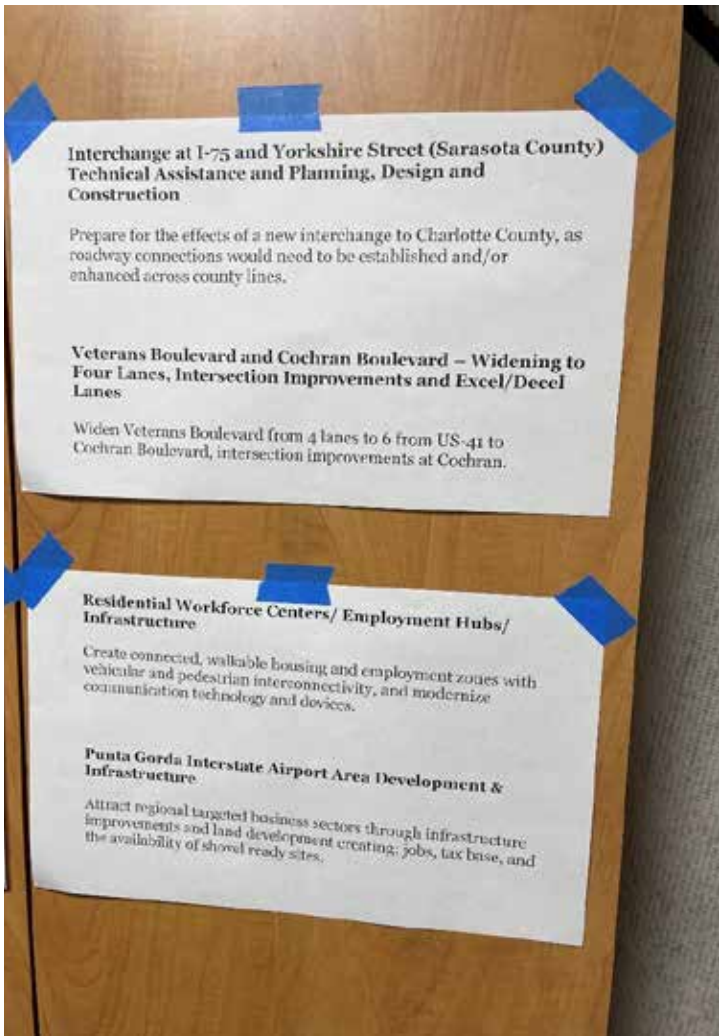 Interchange at I-75 and Yorkshire Street (Sarasota County)
Technical Assistance and Planning, Design and
Construction
Prepare for the effects of a new interchange to Charlotte County, as
roadway connections would need to be established and/or
enhanced across county lines.
Veterans Boulevard and Cochran Boulevard – Widening to
Four Lanes, Intersection Improvements and Excel/Decel
Lanes
Widen Veterans Boulevard from 4 lanes to 6 from US-41 to
Cochran Boulevard, intersection improvements at Cochran.
Residential Workforce Centers/ Employment Hubs/
Infrastructure
Create connected, walkable housing and employment zones with
vehicular and pedestrian interconnectivity, and modernize
communication technology and devices.
Punta Gorda Interstate Airport Area Development &
Infrastructure
Attract regional targeted business sectors through infrastructure
improvements and land development creating: jobs, tax base, and
the availability of shovel ready sites.